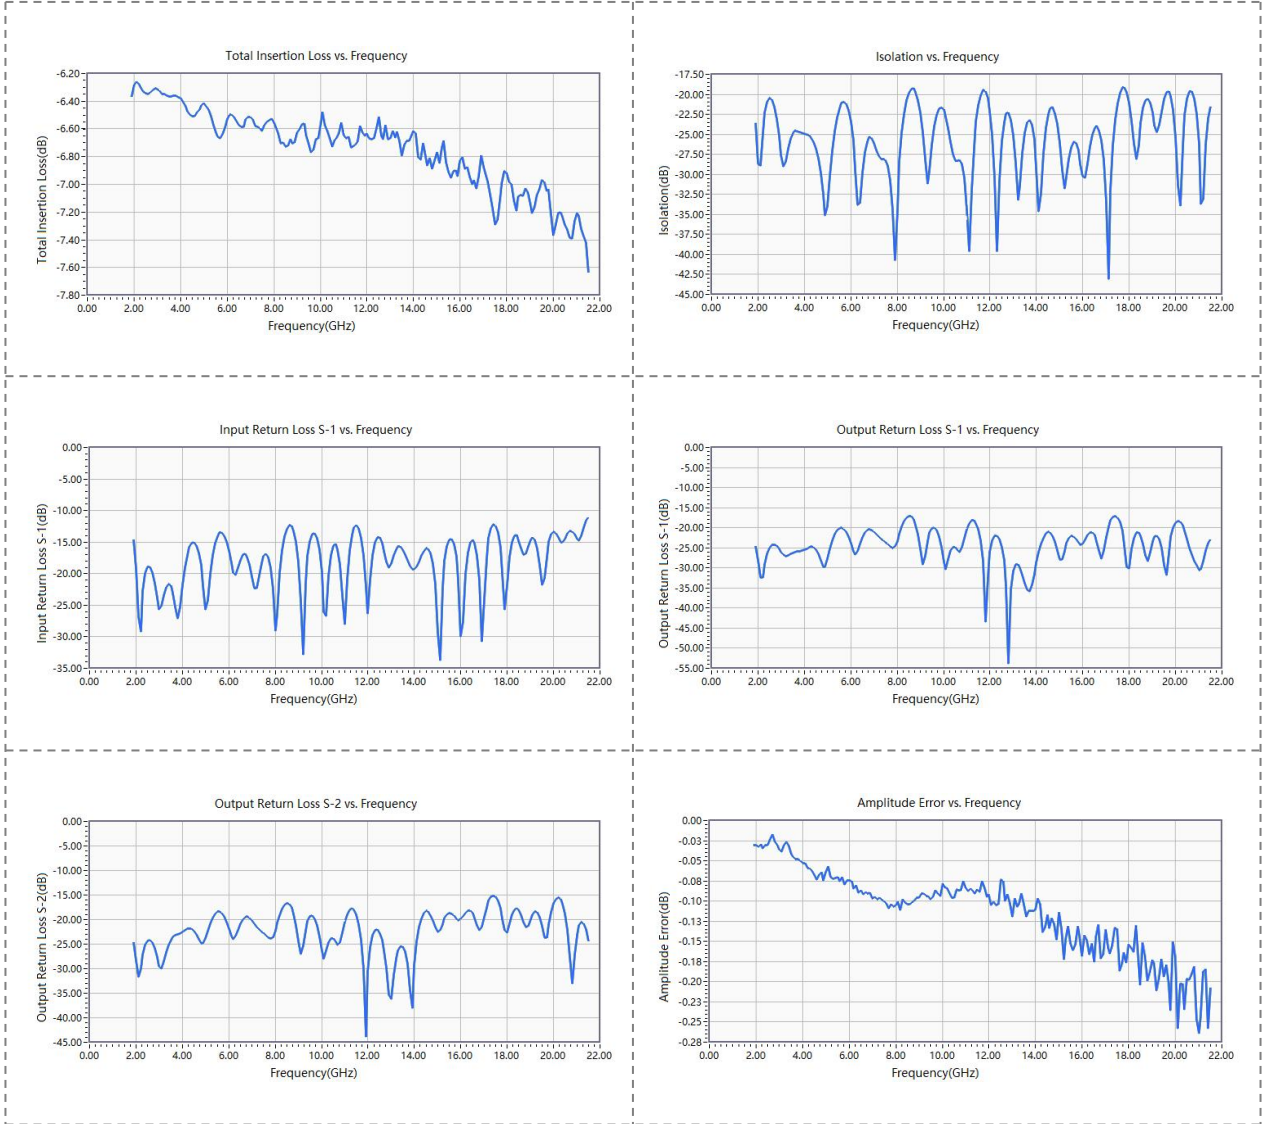 Total Insertion Loss vs. Frequency
-6.20
-6.40
-6.60
-6.80
-7.00
-7.20
-7.40
-7.60
-7.80
Total Insertion Loss(dB)
0.00 2.00 4.00 6.00 8.00 10.00 12.00 14.00 16.00 18.00 20.00 22.00
Frequency(GHz)
Isolation vs. Frequency
-17.50
-20.00
-22.50
-25.00
-27.50
-30.00
-32.50
-35.00
-37.50
-40.00
-42.50
-45.00
Isolation(dB)
0.00 2.00 4.00 6.00 8.00 10.00 12.00 14.00 16.00 18.00 20.00 22.00
Frequency(GHz)
Input Return Loss S-1 vs. Frequency
0.00
-5.00
-10.00
-15.00
-20.00
-25.00
-30.00
-35.00
Input Return Loss S-1(dB)
0.00 2.00 4.00 6.00 8.00 10.00 12.00 14.00 16.00 18.00 20.00 22.00
Frequency(GHz)
Output Return Loss S-1 vs. Frequency
0.00
-5.00
-10.00
-15.00
-20.00
-25.00
-30.00
-35.00
-40.00
-45.00
-50.00
-55.00
Output Return Loss S-1(dB)
0.00 2.00 4.00 6.00 8.00 10.00 12.00 14.00 16.00 18.00 20.00 22.00
Frequency(GHz)
Output Return Loss S-2 vs. Frequency
0.00
-5.00
-10.00
-15.00
-20.00
-25.00
-30.00
-35.00
-40.00
-45.00
Output Return Loss S-2(dB)
0.00 2.00 4.00 6.00 8.00 10.00 12.00 14.00 16.00 18.00 20.00 22.00
Frequency(GHz)
Amplitude Error vs. Frequency
0.00
-0.03
-0.05
-0.08
-0.10
-0.13
-0.15
-0.18
-0.20
-0.23
-0.25
-0.28
Amplitude Error(dB)
0.00 2.00 4.00 6.00 8.00 10.00 12.00 14.00 16.00 18.00 20.00 22.00
Frequency(GHz)